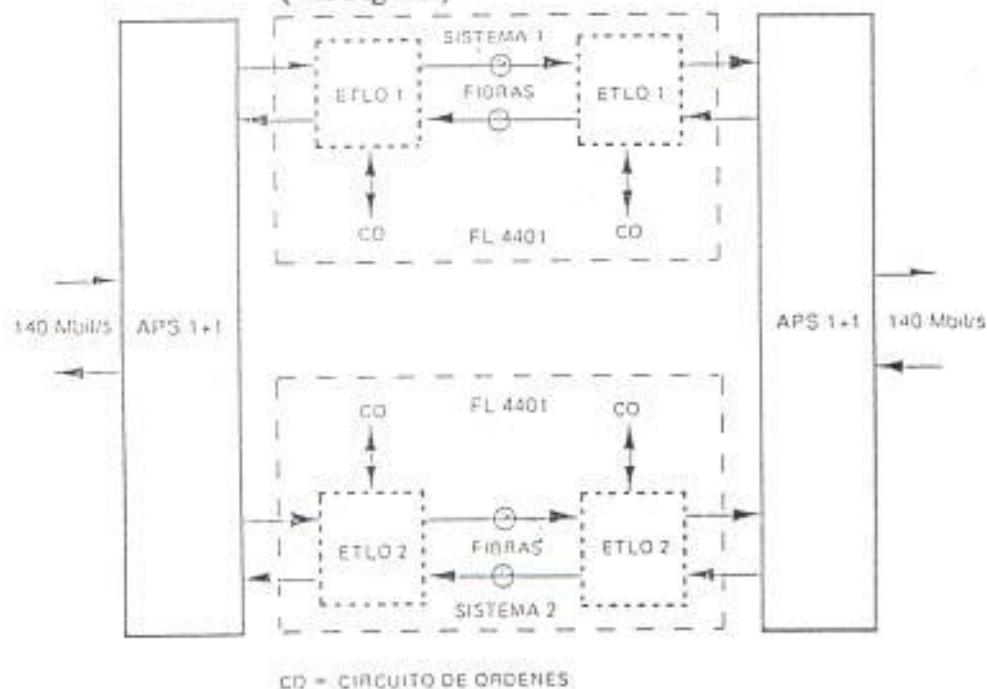 SISTEMA 1
ETLO 1
FIBRAS
ETLO 1
CO
FL 4401
CO
140 Mbit/s
APS 1+1
APS 1+1
140 Mbit/s
CO
FL 4401
CO
ETLO 2
FIBRAS
ETLO 2
SISTEMA 2
CO = CIRCUITO DE ORDENES